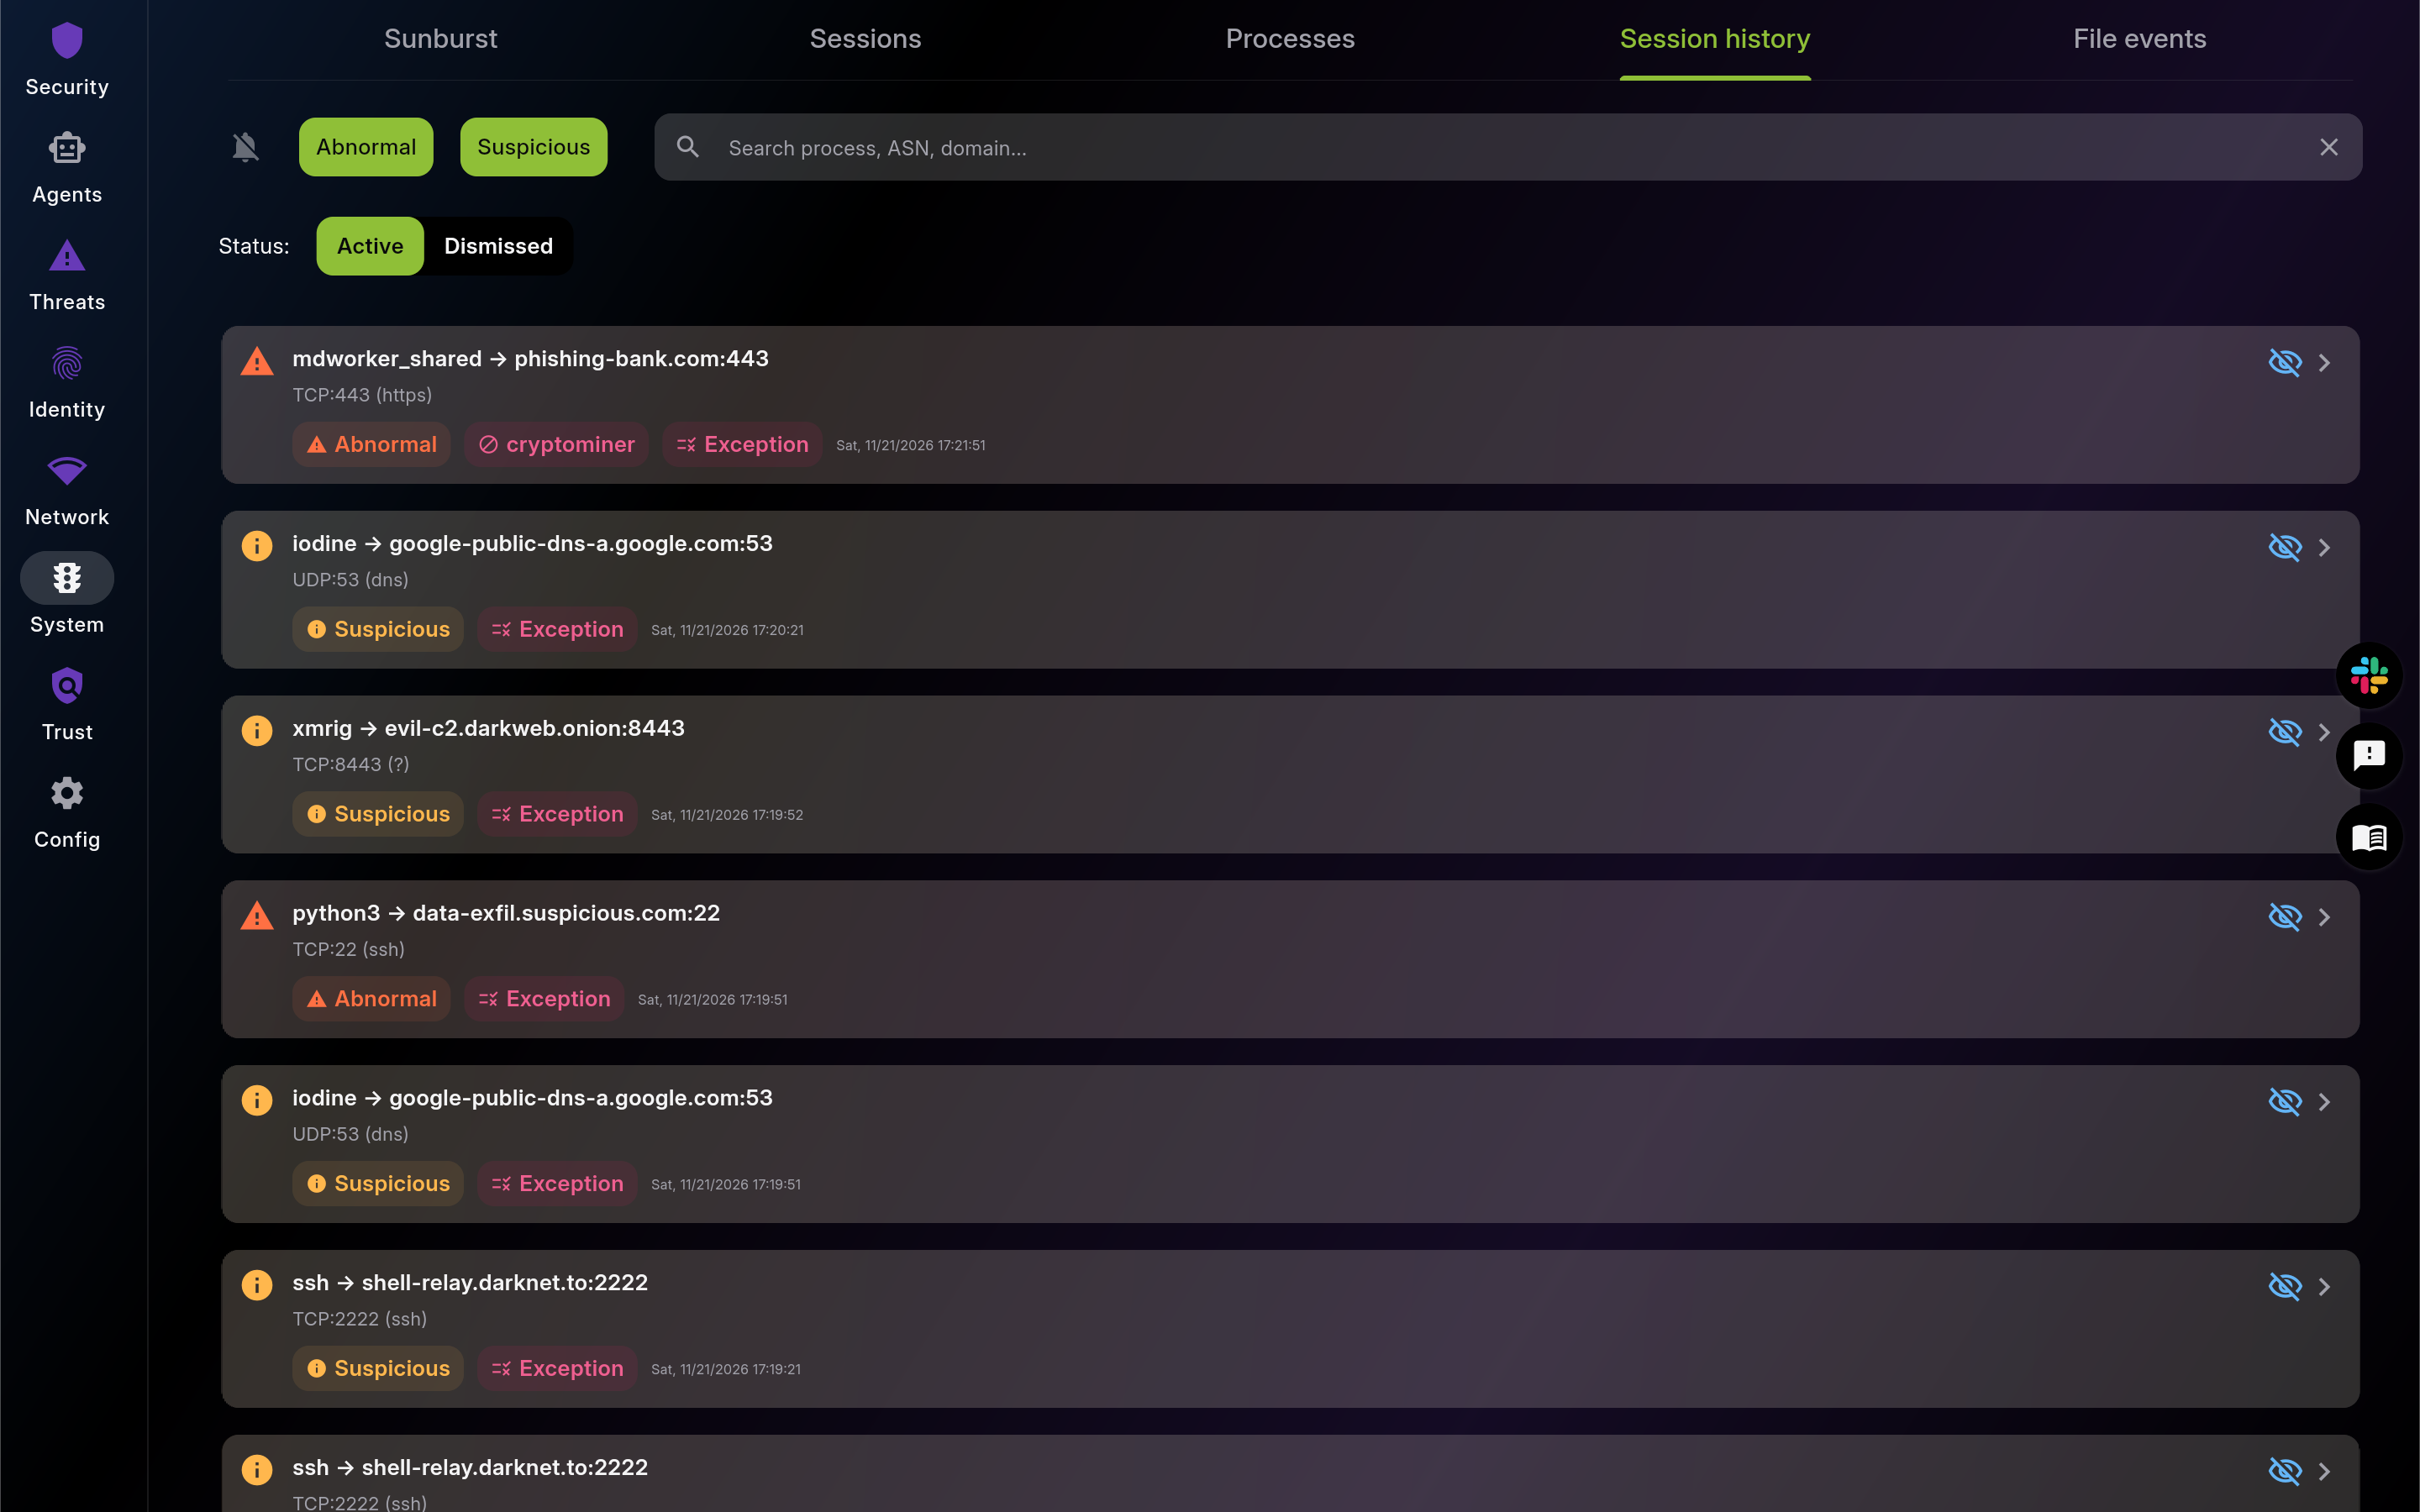 Security
Agents
Threats
Identity
Network
System
Trust
Config
Sunburst
Sessions
Processes
Session history
File events
Abnormal
Suspicious
Search process, ASN, domain...
Status:
Active
Dismissed
mdworker_shared → phishing-bank.com:443
TCP:443 (https)
Abnormal cryptominer Exception Sat, 11/21/2026 17:21:51
iodine → google-public-dns-a.google.com:53
UDP:53 (dns)
Suspicious Exception Sat, 11/21/2026 17:20:21
xmrig → evil-c2.darkweb.onion:8443
TCP:8443 (?)
Suspicious Exception Sat, 11/21/2026 17:19:52
python3 → data-exfil.suspicious.com:22
TCP:22 (ssh)
Abnormal Exception Sat, 11/21/2026 17:19:51
iodine → google-public-dns-a.google.com:53
UDP:53 (dns)
Suspicious Exception Sat, 11/21/2026 17:19:51
ssh → shell-relay.darknet.to:2222
TCP:2222 (ssh)
Suspicious Exception Sat, 11/21/2026 17:19:21
ssh → shell-relay.darknet.to:2222
TCP:2222 (ssh)